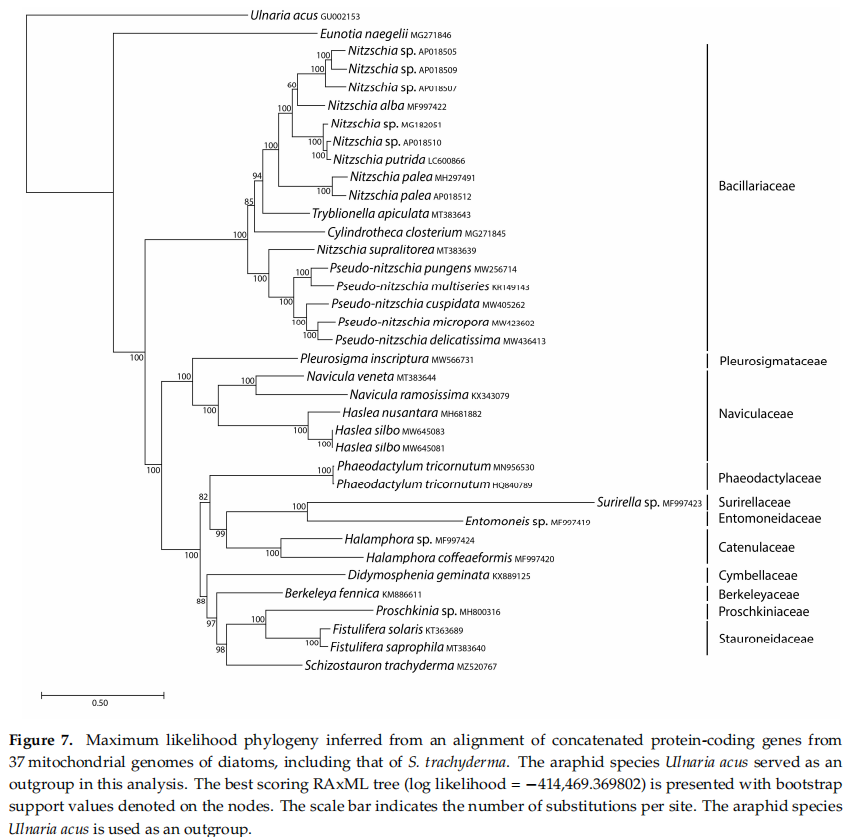 Ulnaria acus GU002153
Eunotia naegelii MG271846
Nitzschia sp. AP018505
100
Nitzschia sp. AP018509
100
Nitzschia sp. AP018507
60
Nitzschia alba MF997422
100
Nitzschia sp. MG182051
100
Nitzschia sp. AP018510
100
100
Nitzschia putrida LC600866
94
Nitzschia palea MH297491
Bacillariaceae
100
Nitzschia palea AP018512
85
Tryblionella apiculata MT383643
100
Cylindrotheca closterium MG271845
Nitzschia supralitorea MT383639
100
100
Pseudo-nitzschia pungens MW256714
Pseudo-nitzschia multiseries KR149143
100
Pseudo-nitzschia cuspidata MW405262
100
Pseudo-nitzschia micropora MW423602
100
Pseudo-nitzschia delicatissima MW436413
100
Pleurosigma inscriptura MW566731
Pleurosigmataceae
100
Navicula veneta MT383644
100
Navicula ramosissima KX343079
100
Haslea nusantara MH681882
Naviculaceae
100
Haslea silbo MW645083
100
Haslea silbo MW645081
100
Phaeodactylum tricornutum MN956530
100
Phaeodactylaceae
Phaeodactylum tricornutum HQ840789
82
Surirella sp. MF997423
Surirellaceae
100
Entomoneis sp. MF997419
Entomoneidaceae
99
Halamphora sp. MF997424
100
Catenulaceae
100
Halamphora coffeaeformis MF997420
Didymosphenia geminata KX889125
Cymbellaceae
88
Berkeleya fennica KM886611
Berkeleyaceae
Proschkinia sp. MH800316
Proschkiniaceae
97
100
Fistulifera solaris KT363689
100
Stauroneidaceae
98
Fistulifera saprophila MT383640
Schizostauron trachyderma MZ520767
0.50
Figure 7. Maximum likelihood phylogeny inferred from an alignment of concatenated protein-coding genes from
37 mitochondrial genomes of diatoms, including that of S. trachyderma. The araphid species Ulnaria acus served as an
outgroup in this analysis. The best scoring RAxML tree (log likelihood = −414,469.369802) is presented with bootstrap
support values denoted on the nodes. The scale bar indicates the number of substitutions per site. The araphid species
Ulnaria acus is used as an outgroup.